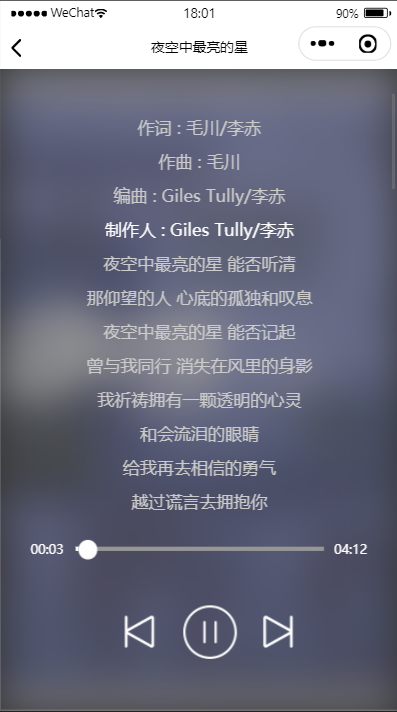 WeChat 18:01 90%
夜空中最亮的星
作词 : 毛川/李赤
作曲 : 毛川
编曲 : Giles Tully/李赤
制作人 : Giles Tully/李赤
夜空中最亮的星 能否听清
那仰望的人 心底的孤独和叹息
夜空中最亮的星 能否记起
曾与我同行 消失在风里的身影
我祈祷拥有一颗透明的心灵
和会流泪的眼睛
给我再去相信的勇气
越过谎言去拥抱你
00:03 04:12